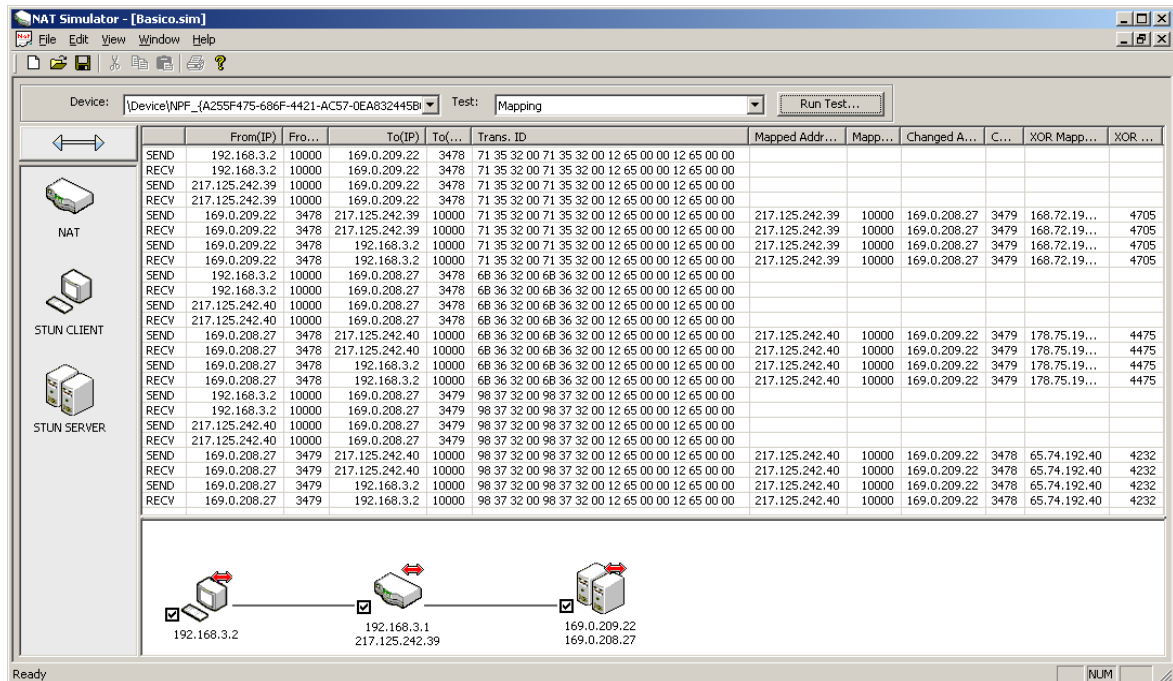 NAT Simulator - [Basico.sim]
File Edit View Window Help
Device: \Device\NPF_{A255F475-686F-4421-AC57-0EA832445B Test: Mapping Run Test...
From(IP) Fro... To(IP) To(... Trans. ID Mapped Addr... Mapp... Changed A... C... XOR Mapp... XOR ...
SEND 192.168.3.2 10000 169.0.209.22 3478 71 35 32 00 71 35 32 00 12 65 00 00 12 65 00 00
RECV 192.168.3.2 10000 169.0.209.22 3478 71 35 32 00 71 35 32 00 12 65 00 00 12 65 00 00
SEND 217.125.242.39 10000 169.0.209.22 3478 71 35 32 00 71 35 32 00 12 65 00 00 12 65 00 00
RECV 217.125.242.39 10000 169.0.209.22 3478 71 35 32 00 71 35 32 00 12 65 00 00 12 65 00 00
SEND 169.0.209.22 3478 217.125.242.39 10000 71 35 32 00 71 35 32 00 12 65 00 00 12 65 00 00 217.125.242.39 10000 169.0.208.27 3479 168.72.19... 4705
RECV 169.0.209.22 3478 217.125.242.39 10000 71 35 32 00 71 35 32 00 12 65 00 00 12 65 00 00 217.125.242.39 10000 169.0.208.27 3479 168.72.19... 4705
SEND 169.0.209.22 3478 192.168.3.2 10000 71 35 32 00 71 35 32 00 12 65 00 00 12 65 00 00 217.125.242.39 10000 169.0.208.27 3479 168.72.19... 4705
RECV 169.0.209.22 3478 192.168.3.2 10000 71 35 32 00 71 35 32 00 12 65 00 00 12 65 00 00 217.125.242.39 10000 169.0.208.27 3479 168.72.19... 4705
SEND 192.168.3.2 10000 169.0.208.27 3478 6B 36 32 00 6B 36 32 00 12 65 00 00 12 65 00 00
RECV 192.168.3.2 10000 169.0.208.27 3478 6B 36 32 00 6B 36 32 00 12 65 00 00 12 65 00 00
SEND 217.125.242.40 10000 169.0.208.27 3478 6B 36 32 00 6B 36 32 00 12 65 00 00 12 65 00 00
RECV 217.125.242.40 10000 169.0.208.27 3478 6B 36 32 00 6B 36 32 00 12 65 00 00 12 65 00 00
SEND 169.0.208.27 3478 217.125.242.40 10000 6B 36 32 00 6B 36 32 00 12 65 00 00 12 65 00 00 217.125.242.40 10000 169.0.209.22 3479 178.75.19... 4475
RECV 169.0.208.27 3478 217.125.242.40 10000 6B 36 32 00 6B 36 32 00 12 65 00 00 12 65 00 00 217.125.242.40 10000 169.0.209.22 3479 178.75.19... 4475
SEND 169.0.208.27 3478 192.168.3.2 10000 6B 36 32 00 6B 36 32 00 12 65 00 00 12 65 00 00 217.125.242.40 10000 169.0.209.22 3479 178.75.19... 4475
RECV 169.0.208.27 3478 192.168.3.2 10000 6B 36 32 00 6B 36 32 00 12 65 00 00 12 65 00 00 217.125.242.40 10000 169.0.209.22 3479 178.75.19... 4475
SEND 192.168.3.2 10000 169.0.208.27 3479 98 37 32 00 98 37 32 00 12 65 00 00 12 65 00 00
RECV 192.168.3.2 10000 169.0.208.27 3479 98 37 32 00 98 37 32 00 12 65 00 00 12 65 00 00
SEND 217.125.242.40 10000 169.0.208.27 3479 98 37 32 00 98 37 32 00 12 65 00 00 12 65 00 00
RECV 217.125.242.40 10000 169.0.208.27 3479 98 37 32 00 98 37 32 00 12 65 00 00 12 65 00 00
SEND 169.0.208.27 3479 217.125.242.40 10000 98 37 32 00 98 37 32 00 12 65 00 00 12 65 00 00 217.125.242.40 10000 169.0.209.22 3478 65.74.192.40 4232
RECV 169.0.208.27 3479 217.125.242.40 10000 98 37 32 00 98 37 32 00 12 65 00 00 12 65 00 00 217.125.242.40 10000 169.0.209.22 3478 65.74.192.40 4232
SEND 169.0.208.27 3479 192.168.3.2 10000 98 37 32 00 98 37 32 00 12 65 00 00 12 65 00 00 217.125.242.40 10000 169.0.209.22 3478 65.74.192.40 4232
RECV 169.0.208.27 3479 192.168.3.2 10000 98 37 32 00 98 37 32 00 12 65 00 00 12 65 00 00 217.125.242.40 10000 169.0.209.22 3478 65.74.192.40 4232
NAT
STUN CLIENT
STUN SERVER
192.168.3.2
192.168.3.1
217.125.242.39
169.0.209.22
169.0.208.27
Ready NUM